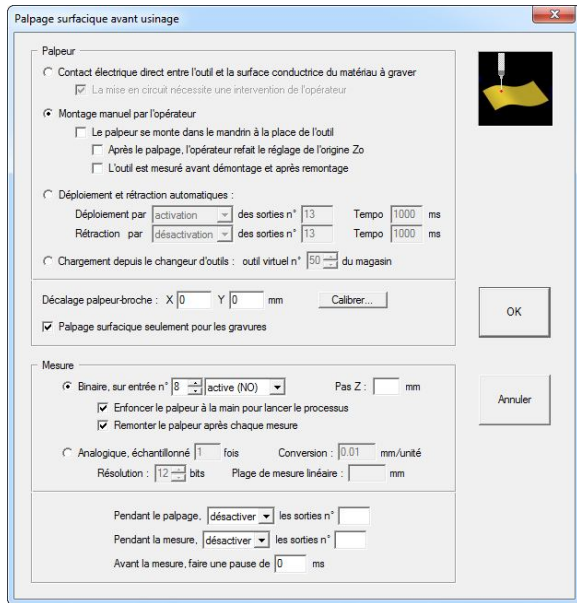 Palpage surfacique avant usinage
Palpeur
Contact électrique direct entre l'outil et la surface conductrice du matériau à graver
La mise en circuit nécessite une intervention de l'opérateur
Montage manuel par l'opérateur
Le palpeur se monte dans le mandrin à la place de l'outil
Après le palpage, l'opérateur refait le réglage de l'origine Zo
L'outil est mesuré avant démontage et après remontage
Déploiement et rétraction automatiques :
Déploiement par activation des sorties n° 13 Tempo 1000 ms
Rétraction par désactivation des sorties n° 13 Tempo 1000 ms
Chargement depuis le changeur d'outils : outil virtuel n° 50 du magasin
Décalage palpeur-broche : X 0 Y 0 mm Calibrer...
Palpage surfacique seulement pour les gravures
OK
Mesure
Binaire, sur entrée n° 8 active (NO) Pas Z : mm
Enfoncer le palpeur à la main pour lancer le processus
Remonter le palpeur après chaque mesure
Annuler
Analogique, échantillonné 1 fois Conversion : 0.01 mm/unité
Résolution : 12 bits Plage de mesure linéaire : mm
Pendant le palpage, désactiver les sorties n°
Pendant la mesure, désactiver les sorties n°
Avant la mesure, faire une pause de 0 ms